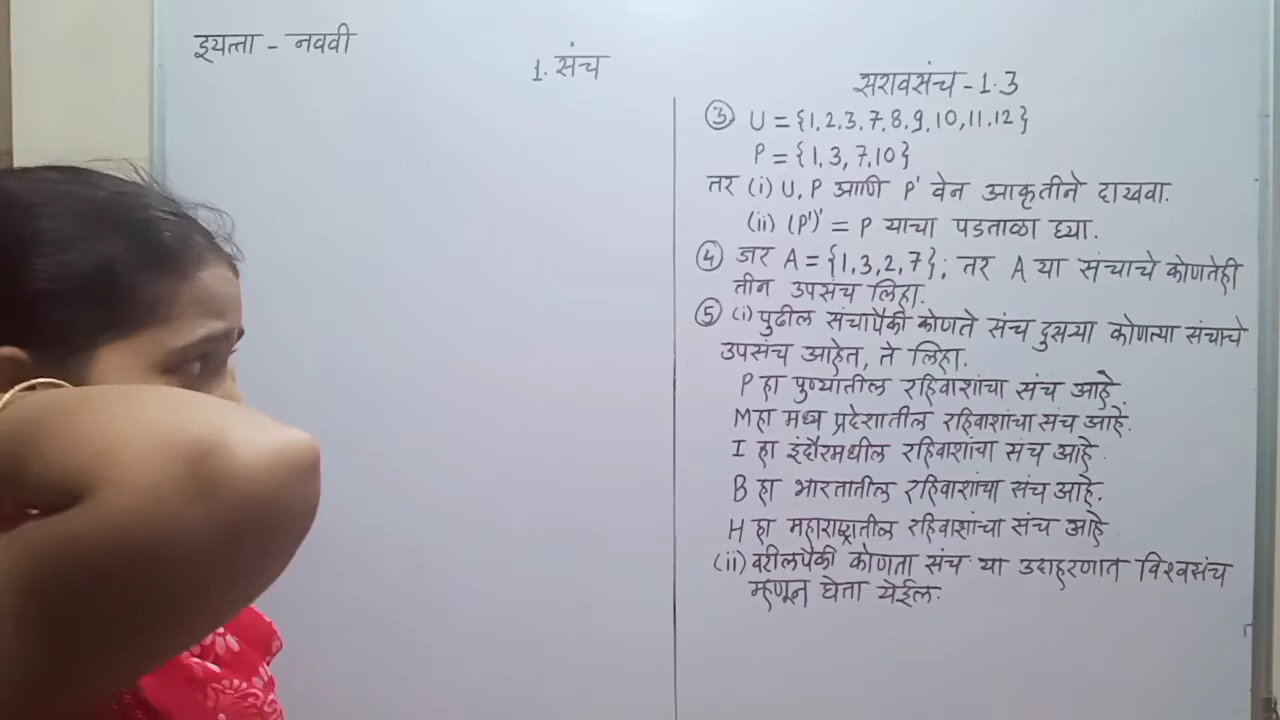 इयत्ता - नववी
1. संच
सरावसंच - 1.3
③ U = {1,2,3,7,8,9,10,11,12}
P = {1,3,7,10}
तर (i) U, P आणि P' वेन आकृतीने दाखवा.
(ii) (P')' = P याचा पडताळा घ्या.
④ जर A = {1,3,2,7}; तर A या संचाचे कोणतेही
तीन उपसंच लिहा.
⑤ (i) पुढील संचापैकी कोणते संच दुसऱ्या कोणत्या संचाचे
उपसंच आहेत, ते लिहा.
P हा पुण्यातील रहिवाशांचा संच आहे.
M हा मध्य प्रदेशातील रहिवाशांचा संच आहे.
I हा इंदौरमधील रहिवाशांचा संच आहे.
B हा भारतातील रहिवाशांचा संच आहे.
H हा महाराष्ट्रातील रहिवाशांचा संच आहे
(ii) वरीलपैकी कोणता संच या उदाहरणात विश्वसंच
म्हणून घेता येईल.